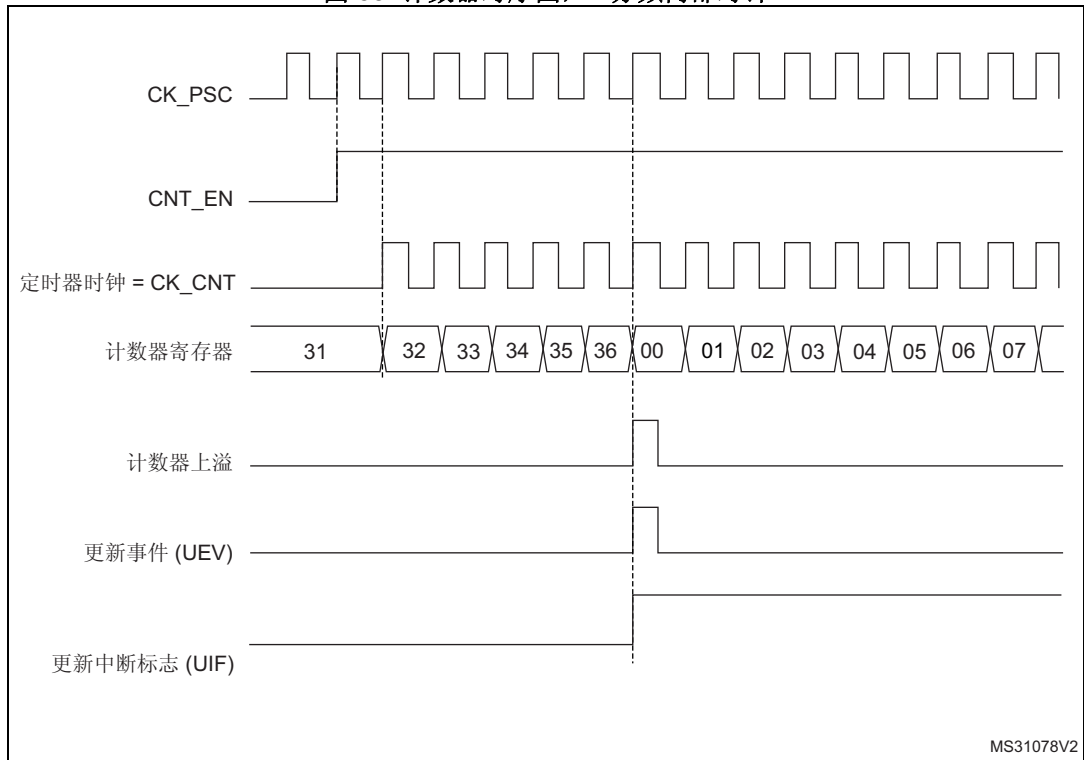 CK_PSC
CNT_EN
定时器时钟 = CK_CNT
计数器寄存器 31 32 33 34 35 36 00 01 02 03 04 05 06 07
计数器上溢
更新事件 (UEV)
更新中断标志 (UIF)
MS31078V2